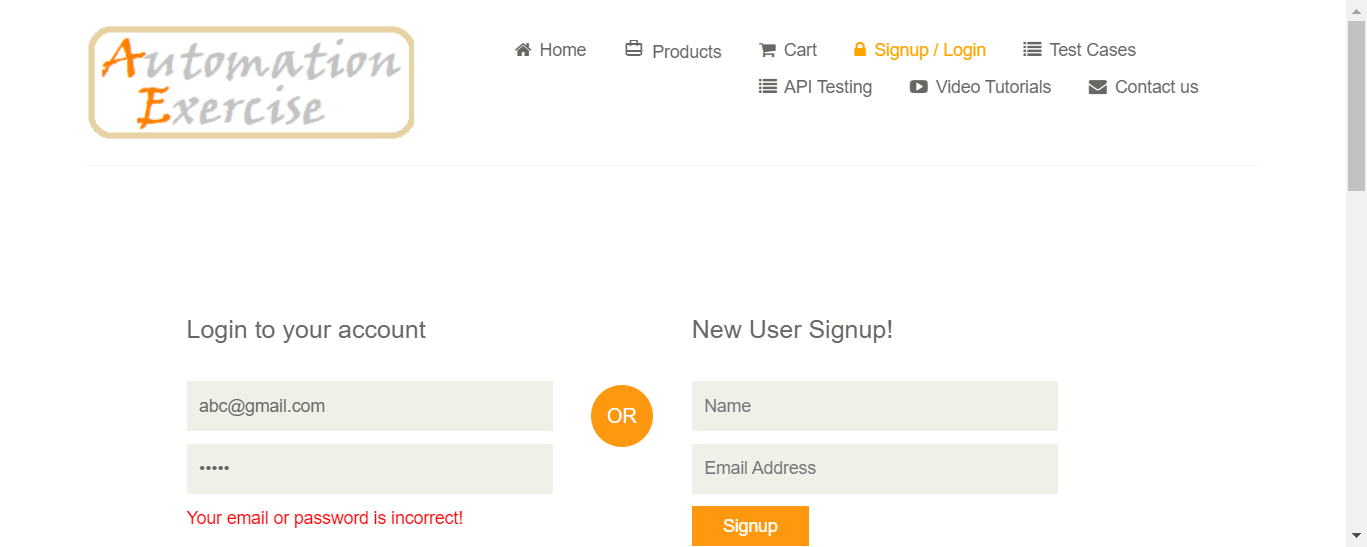 Automation
Exercise
Home Products Cart Signup / Login Test Cases
API Testing Video Tutorials Contact us
Login to your account
abc@gmail.com
•••••
Your email or password is incorrect!
OR
New User Signup!
Name
Email Address
Signup